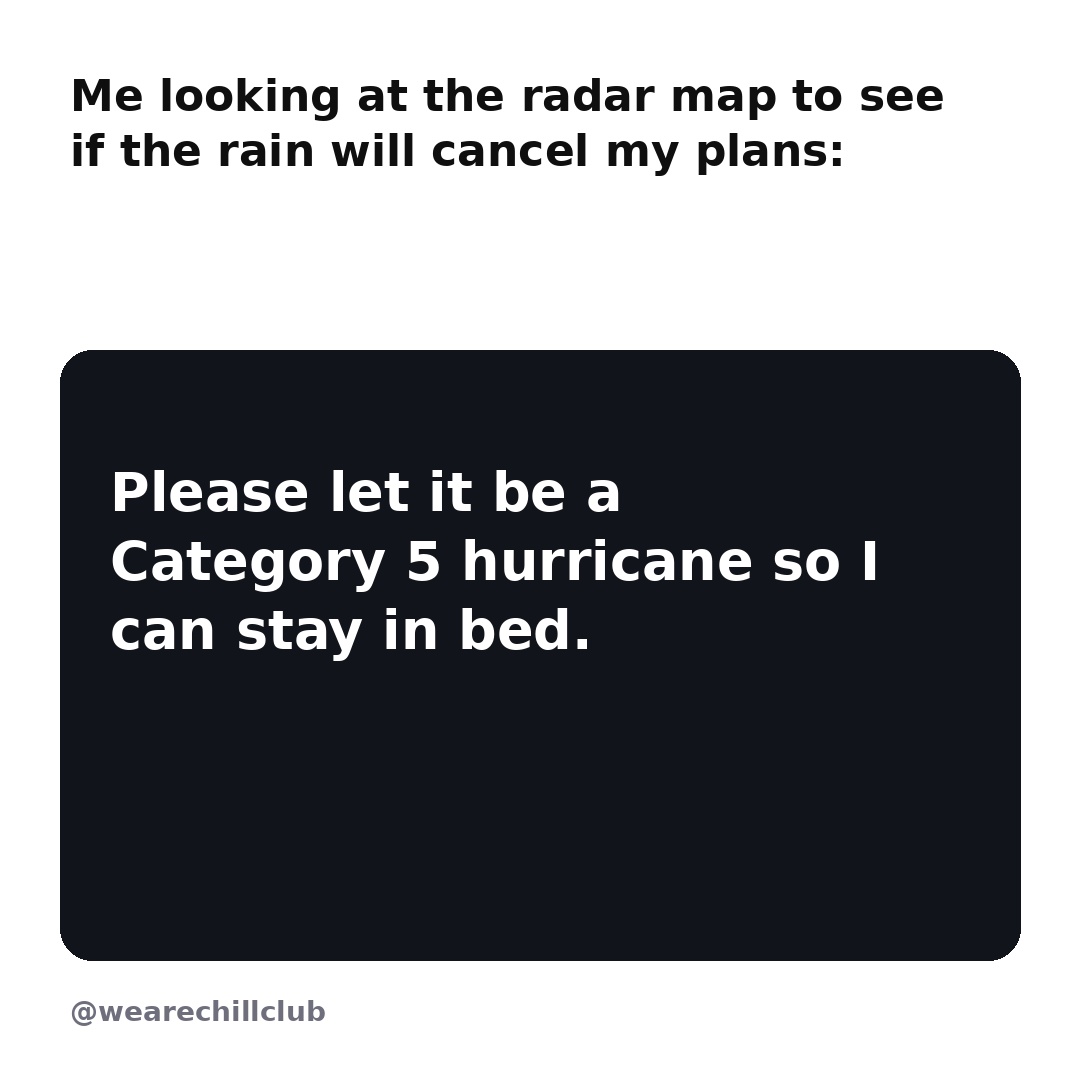 Me looking at the radar map to see
if the rain will cancel my plans:
Please let it be a
Category 5 hurricane so I
can stay in bed.
@wearechillclub